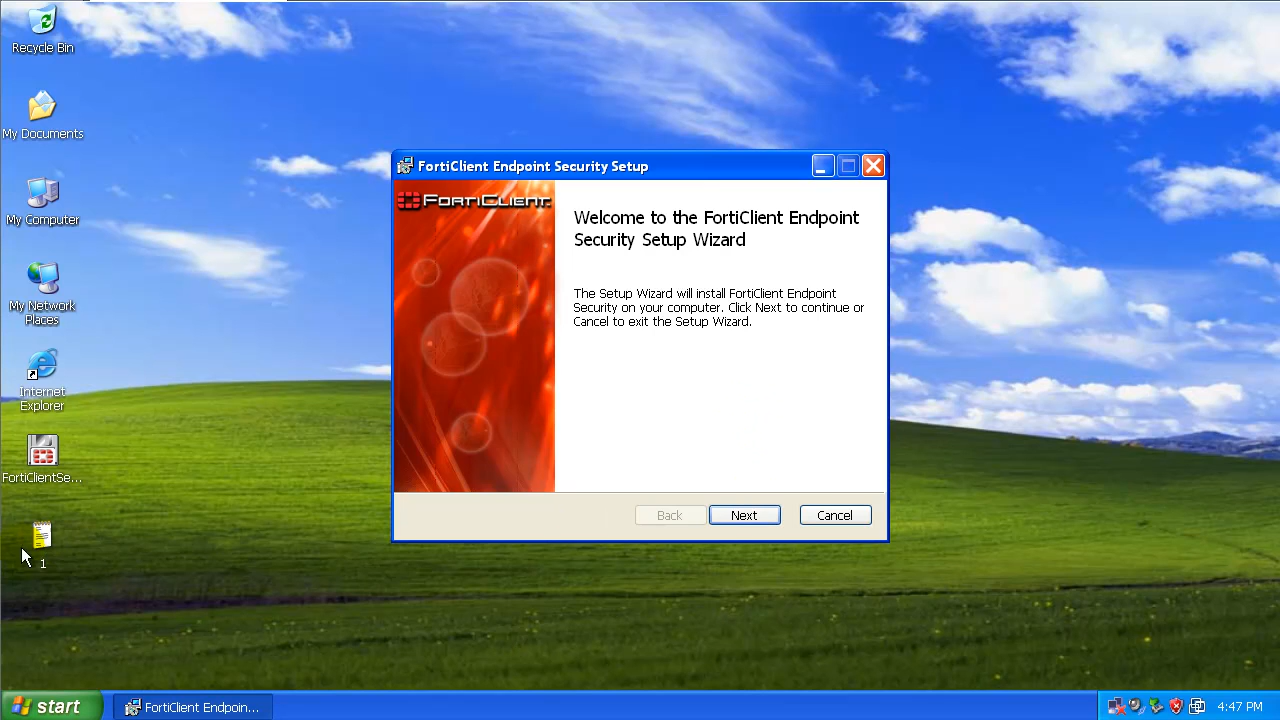 Recycle Bin
My Documents
My Computer
My Network
Places
Internet
Explorer
FortiClientSe...
1
FortiClient Endpoint Security Setup
FORTICLIENT
Welcome to the FortiClient Endpoint
Security Setup Wizard
The Setup Wizard will install FortiClient Endpoint
Security on your computer. Click Next to continue or
Cancel to exit the Setup Wizard.
Back
Next
Cancel
start
FortiClient Endpoin...
4:47 PM